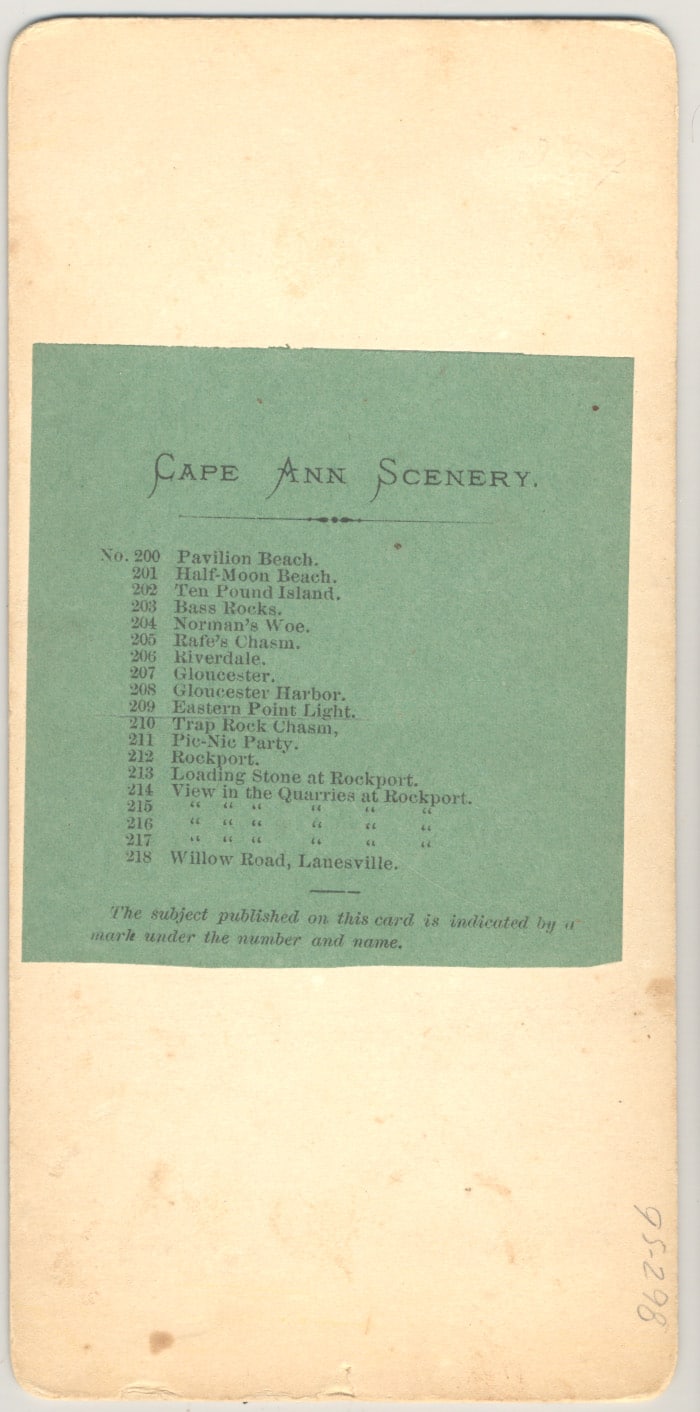 CAPE ANN SCENERY.
No. 200 Pavilion Beach.
201 Half-Moon Beach.
202 Ten Pound Island.
203 Bass Rocks.
204 Norman's Woe.
205 Rafe's Chasm.
206 Riverdale.
207 Gloucester.
208 Gloucester Harbor.
209 Eastern Point Light.
210 Trap Rock Chasm,
211 Pic-Nic Party.
212 Rockport.
213 Loading Stone at Rockport.
214 View in the Quarries at Rockport.
215 “ “ “ “ “ “
216 “ “ “ “ “ “
217 “ “ “ “ “ “
218 Willow Road, Lanesville.
The subject published on this card is indicated by a
mark under the number and name.
95-298